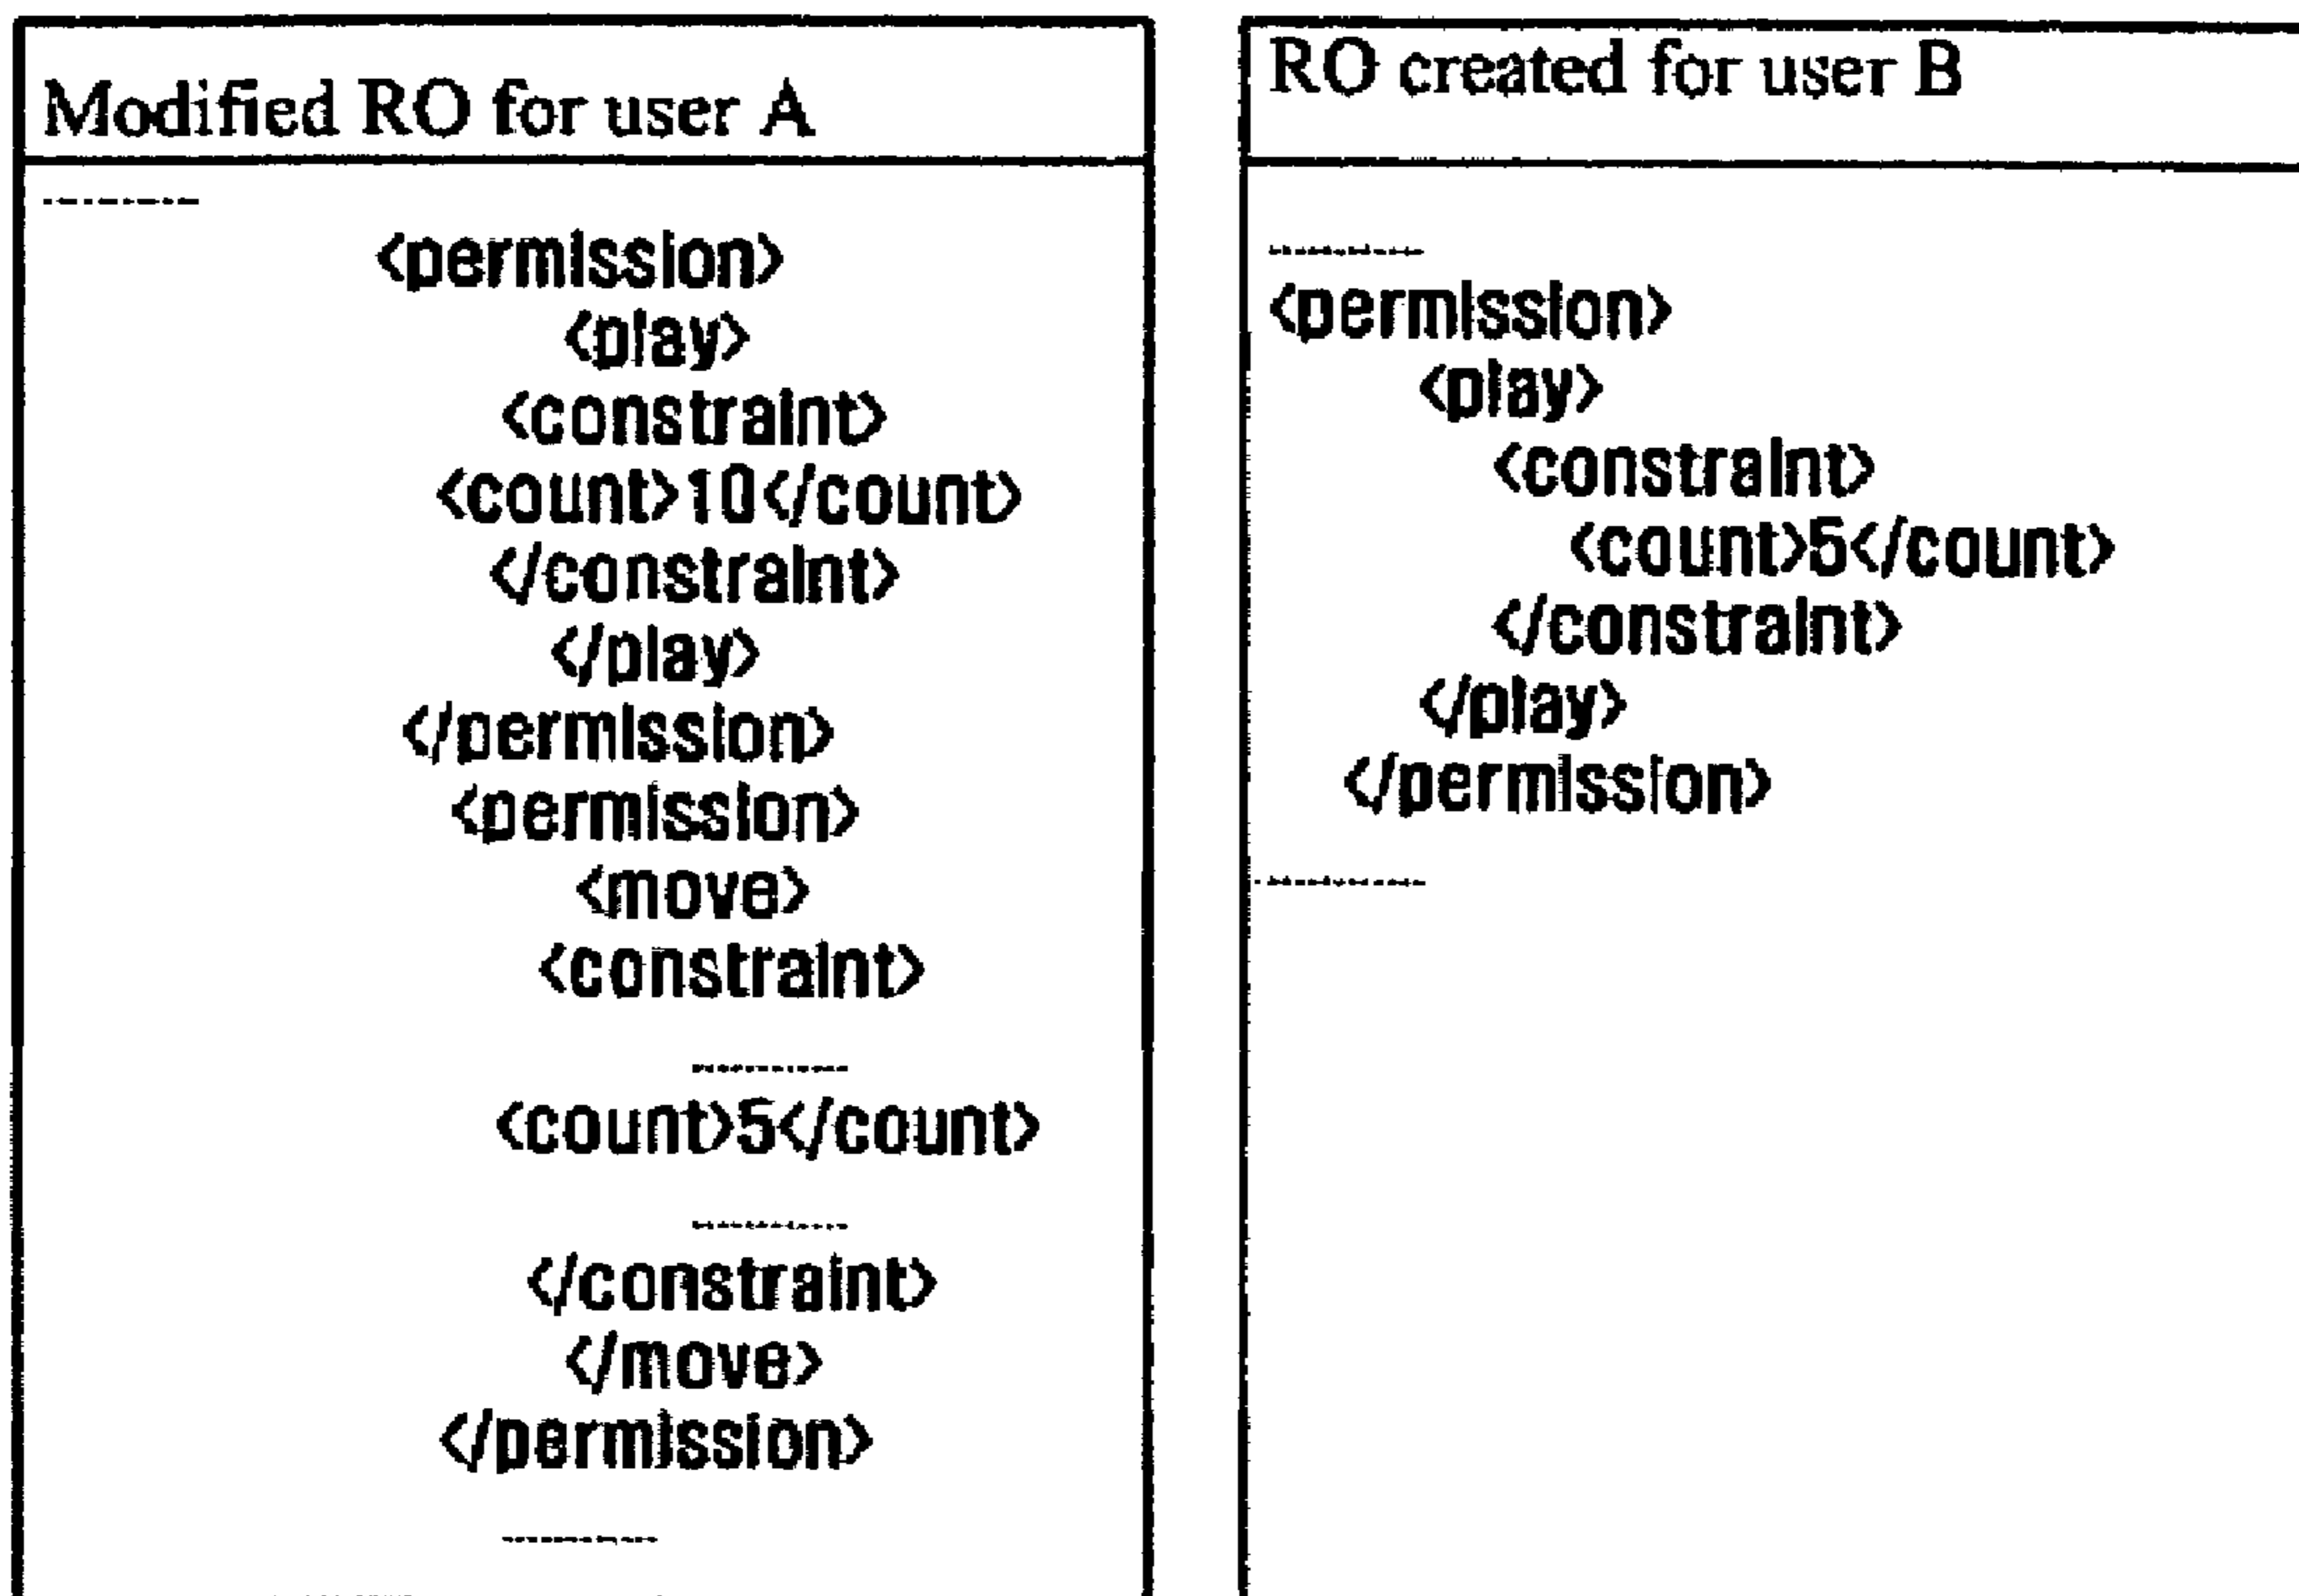 Modified RO for user A
----------
<permission>
<play>
<constraint>
<count>10</count>
</constraint>
</play>
</permission>
<permission>
<move>
<constraint>
----------
<count>5</count>
----------
</constraint>
</move>
</permission>
----------
RO created for user B
----------
<permission>
<play>
<constraint>
<count>5</count>
</constraint>
</play>
</permission>
----------